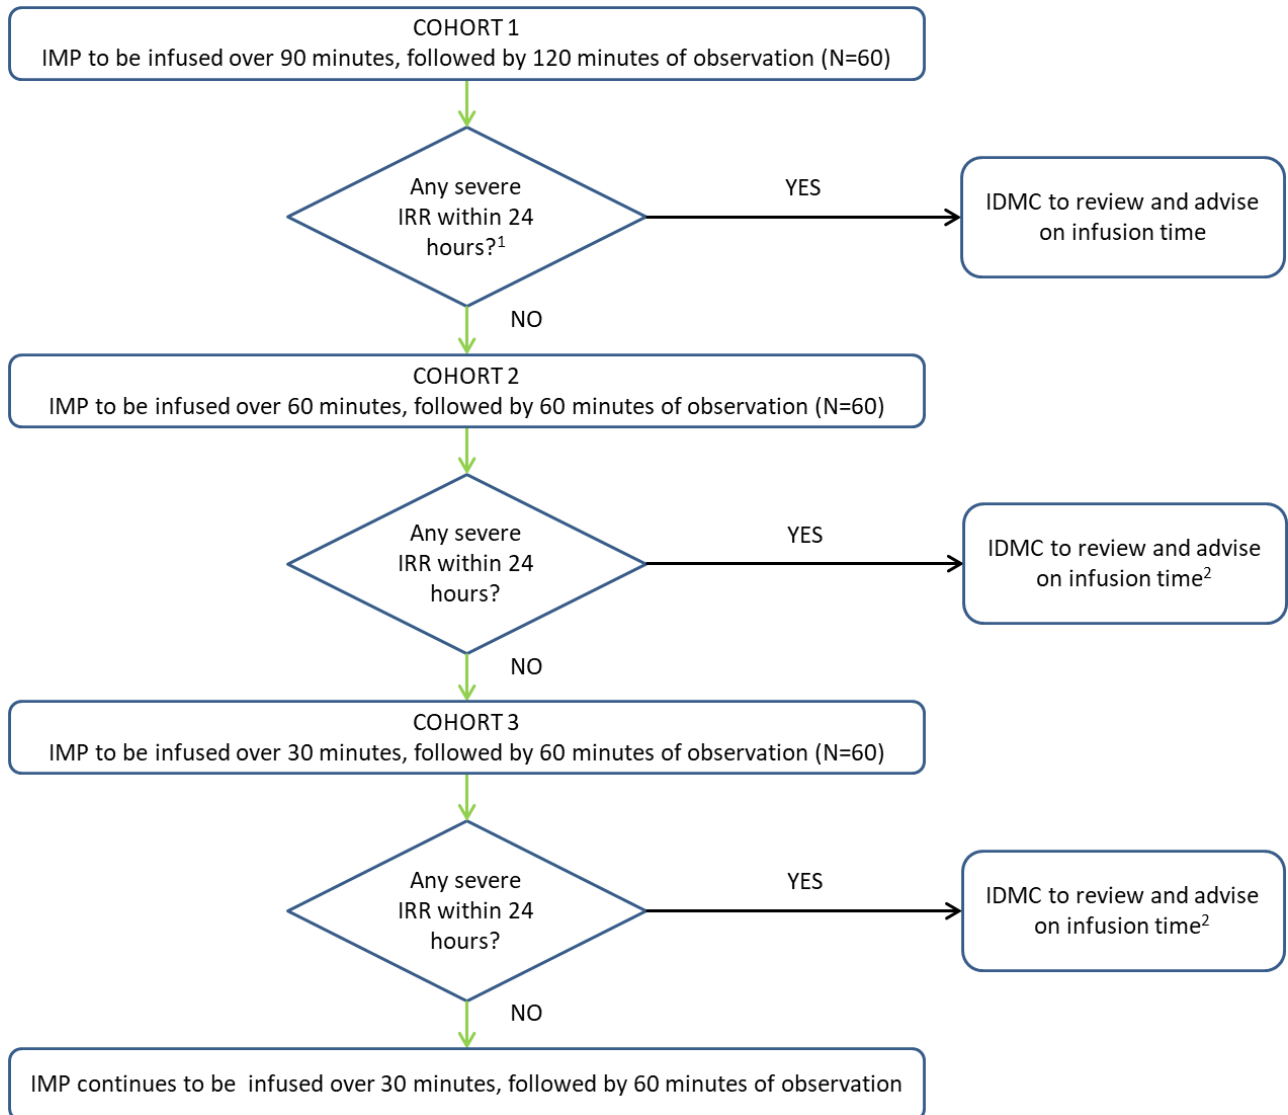 COHORT 1
IMP to be infused over 90 minutes, followed by 120 minutes of observation (N=60)
Any severe
IRR within 24
hours?¹
YES
IDMC to review and advise
on infusion time
NO
COHORT 2
IMP to be infused over 60 minutes, followed by 60 minutes of observation (N=60)
Any severe
IRR within 24
hours?
YES
IDMC to review and advise
on infusion time²
NO
COHORT 3
IMP to be infused over 30 minutes, followed by 60 minutes of observation (N=60)
Any severe
IRR within 24
hours?
YES
IDMC to review and advise
on infusion time²
NO
IMP continues to be  infused over 30 minutes, followed by 60 minutes of observation